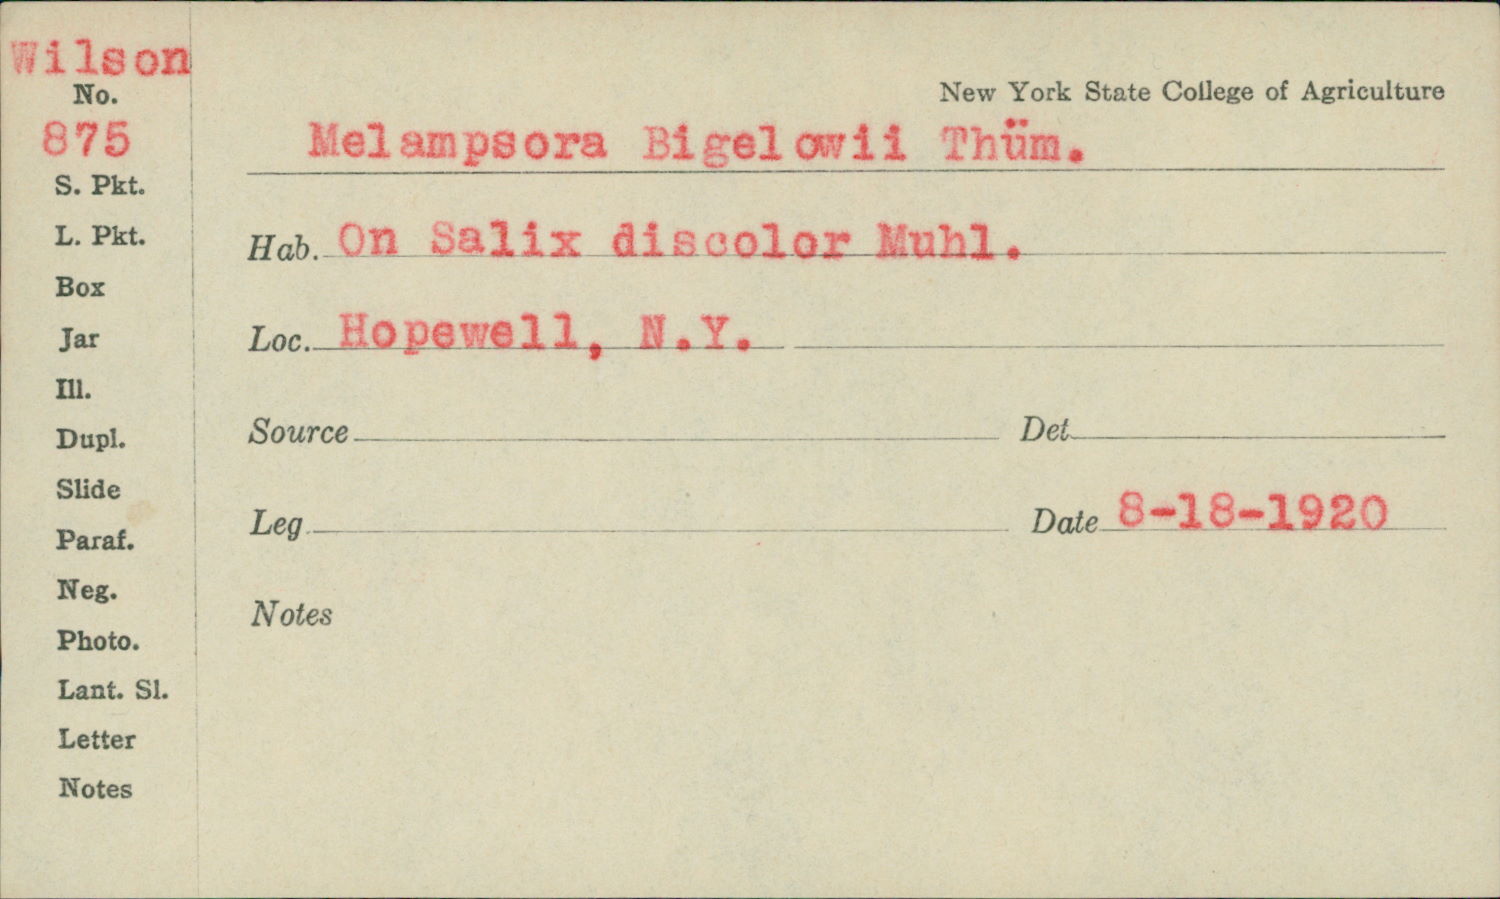 Wilson
No.
875
S. Pkt.
L. Pkt.
Box
Jar
Ill.
Dupl.
Slide
Paraf.
Neg.
Photo.
Lant. Sl.
Letter
Notes
New York State College of Agriculture
Melampsora Bigelowii Thüm.
Hab. On Salix discolor Muhl.
Loc. Hopewell, N.Y.
Source Det.
Leg. Date 8-18-1920
Notes